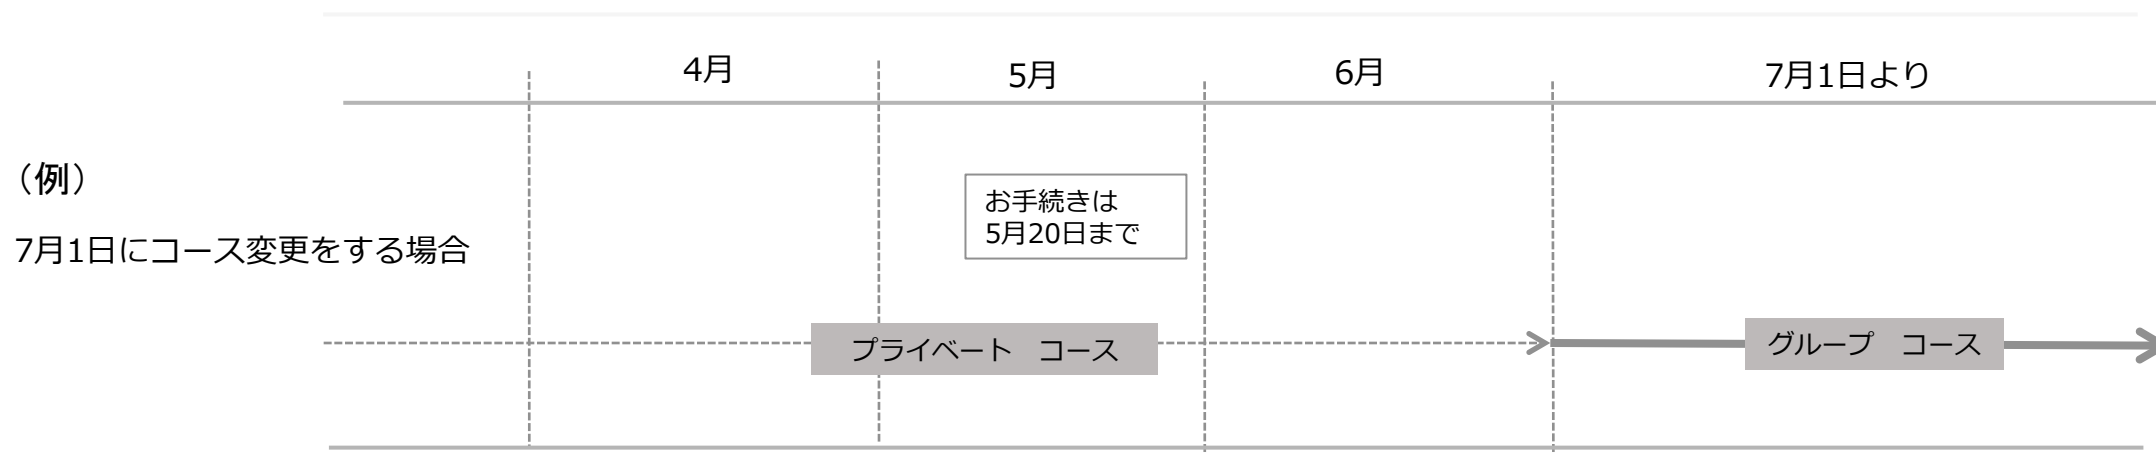 4月
5月
6月
7月1日より
（例）
お手続きは
5月20日まで
7月1日にコース変更をする場合
プライベート　コース
グループ　コース